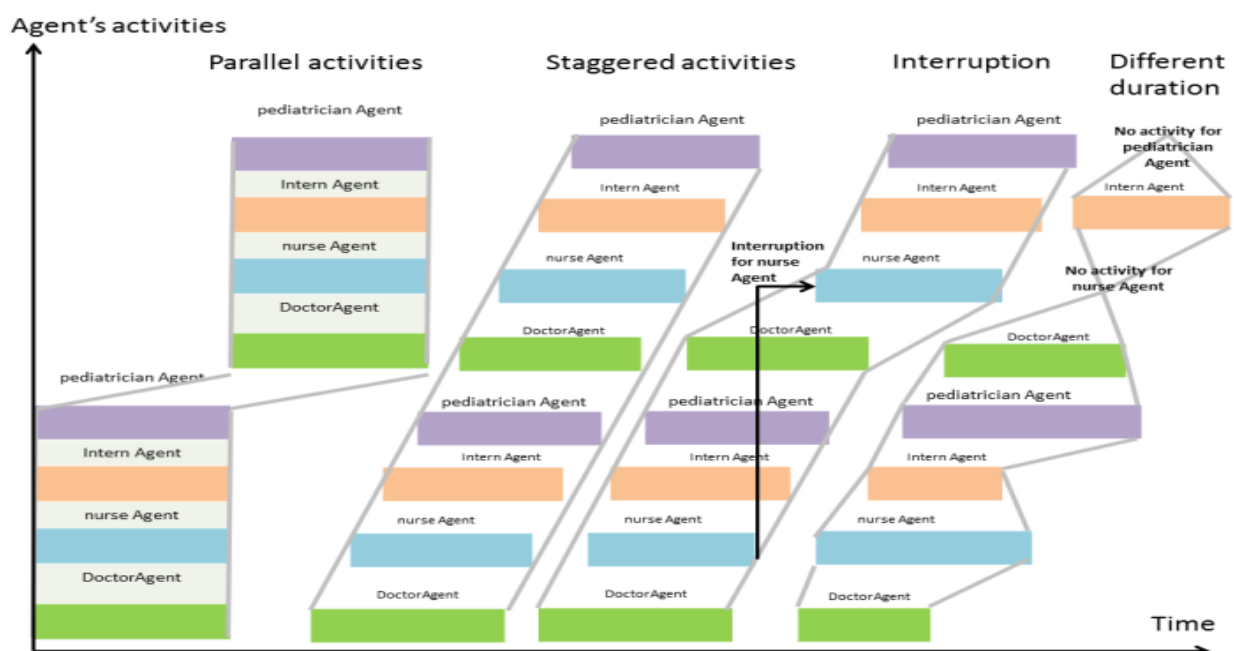 Agent's activities
Parallel activities
Staggered activities
Interruption
Different
duration
pediatrician Agent
Intern Agent
nurse Agent
DoctorAgent
pediatrician Agent
Intern Agent
nurse Agent
DoctorAgent
pediatrician Agent
Intern Agent
nurse Agent
DoctorAgent
pediatrician Agent
Intern Agent
nurse Agent
DoctorAgent
Interruption
for nurse
Agent
pediatrician Agent
Intern Agent
nurse Agent
DoctorAgent
pediatrician Agent
Intern Agent
nurse Agent
DoctorAgent
No activity for
pediatrician
Agent
Intern Agent
No activity for
nurse Agent
DoctorAgent
pediatrician Agent
Intern Agent
nurse Agent
DoctorAgent
Time